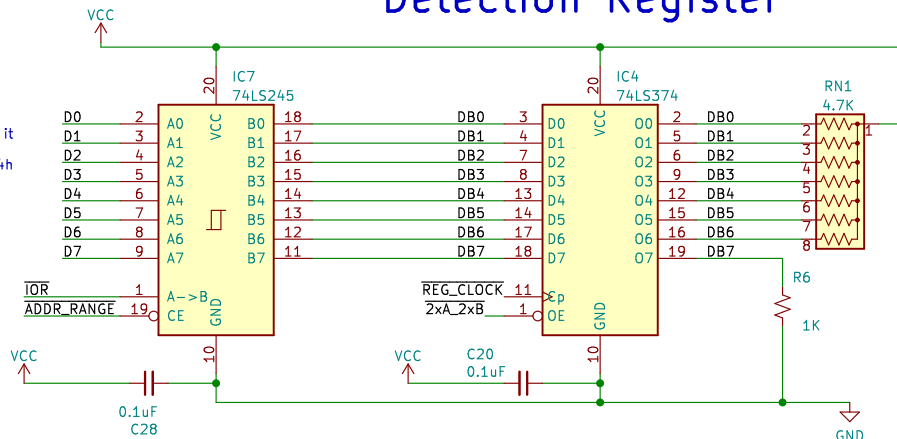 Detection Register
VCC
it
4h
IC7
74LS245
20
VCC
D0 2 A0 B0 18
D1 3 A1 B1 17
D2 4 A2 B2 16
D3 5 A3 B3 15
D4 6 A4 B4 14
D5 7 A5 B5 13
D6 8 A6 B6 12
D7 9 A7 B7 11
IOR 1 A->B
ADDR_RANGE 19 CE
GND
10
VCC
0.1uF
C28
IC4
74LS374
20
VCC
DB0 3 D0 O0 2 DB0
DB1 4 D1 O1 5 DB1
DB2 7 D2 O2 6 DB2
DB3 8 D3 O3 9 DB3
DB4 13 D4 O4 12 DB4
DB5 14 D5 O5 15 DB5
DB6 17 D6 O6 16 DB6
DB7 18 D7 O7 19 DB7
REG_CLOCK 11 Cp
2xA_2xB 1 OE
GND
10
VCC
C20
0.1uF
RN1
4.7K
1
2
3
4
5
6
7
8
R6
1K
GND